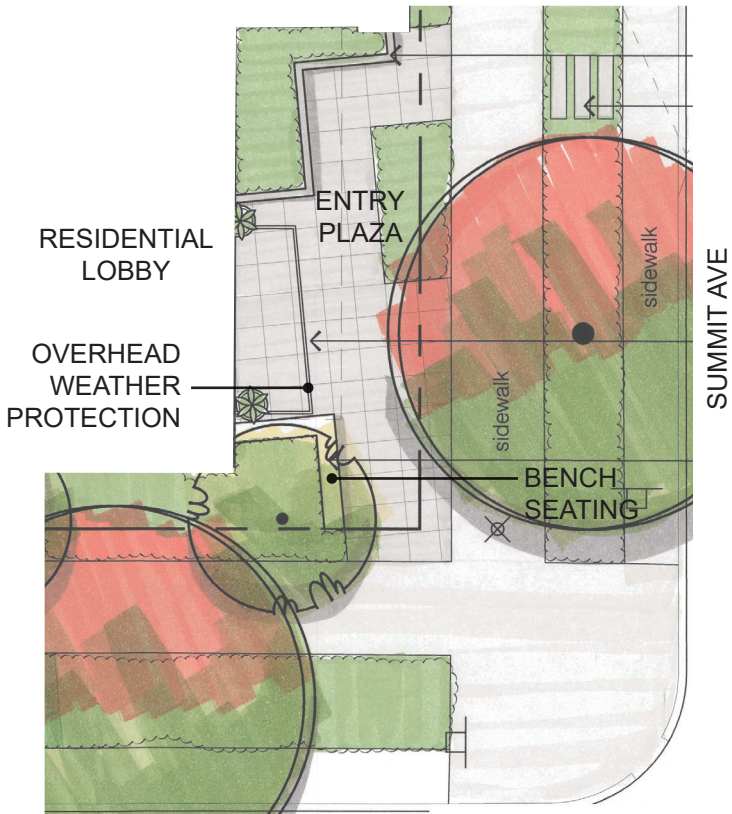 ENTRY
PLAZA
RESIDENTIAL
LOBBY
sidewalk
SUMMIT AVE
OVERHEAD
WEATHER
PROTECTION
sidewalk
BENCH
SEATING